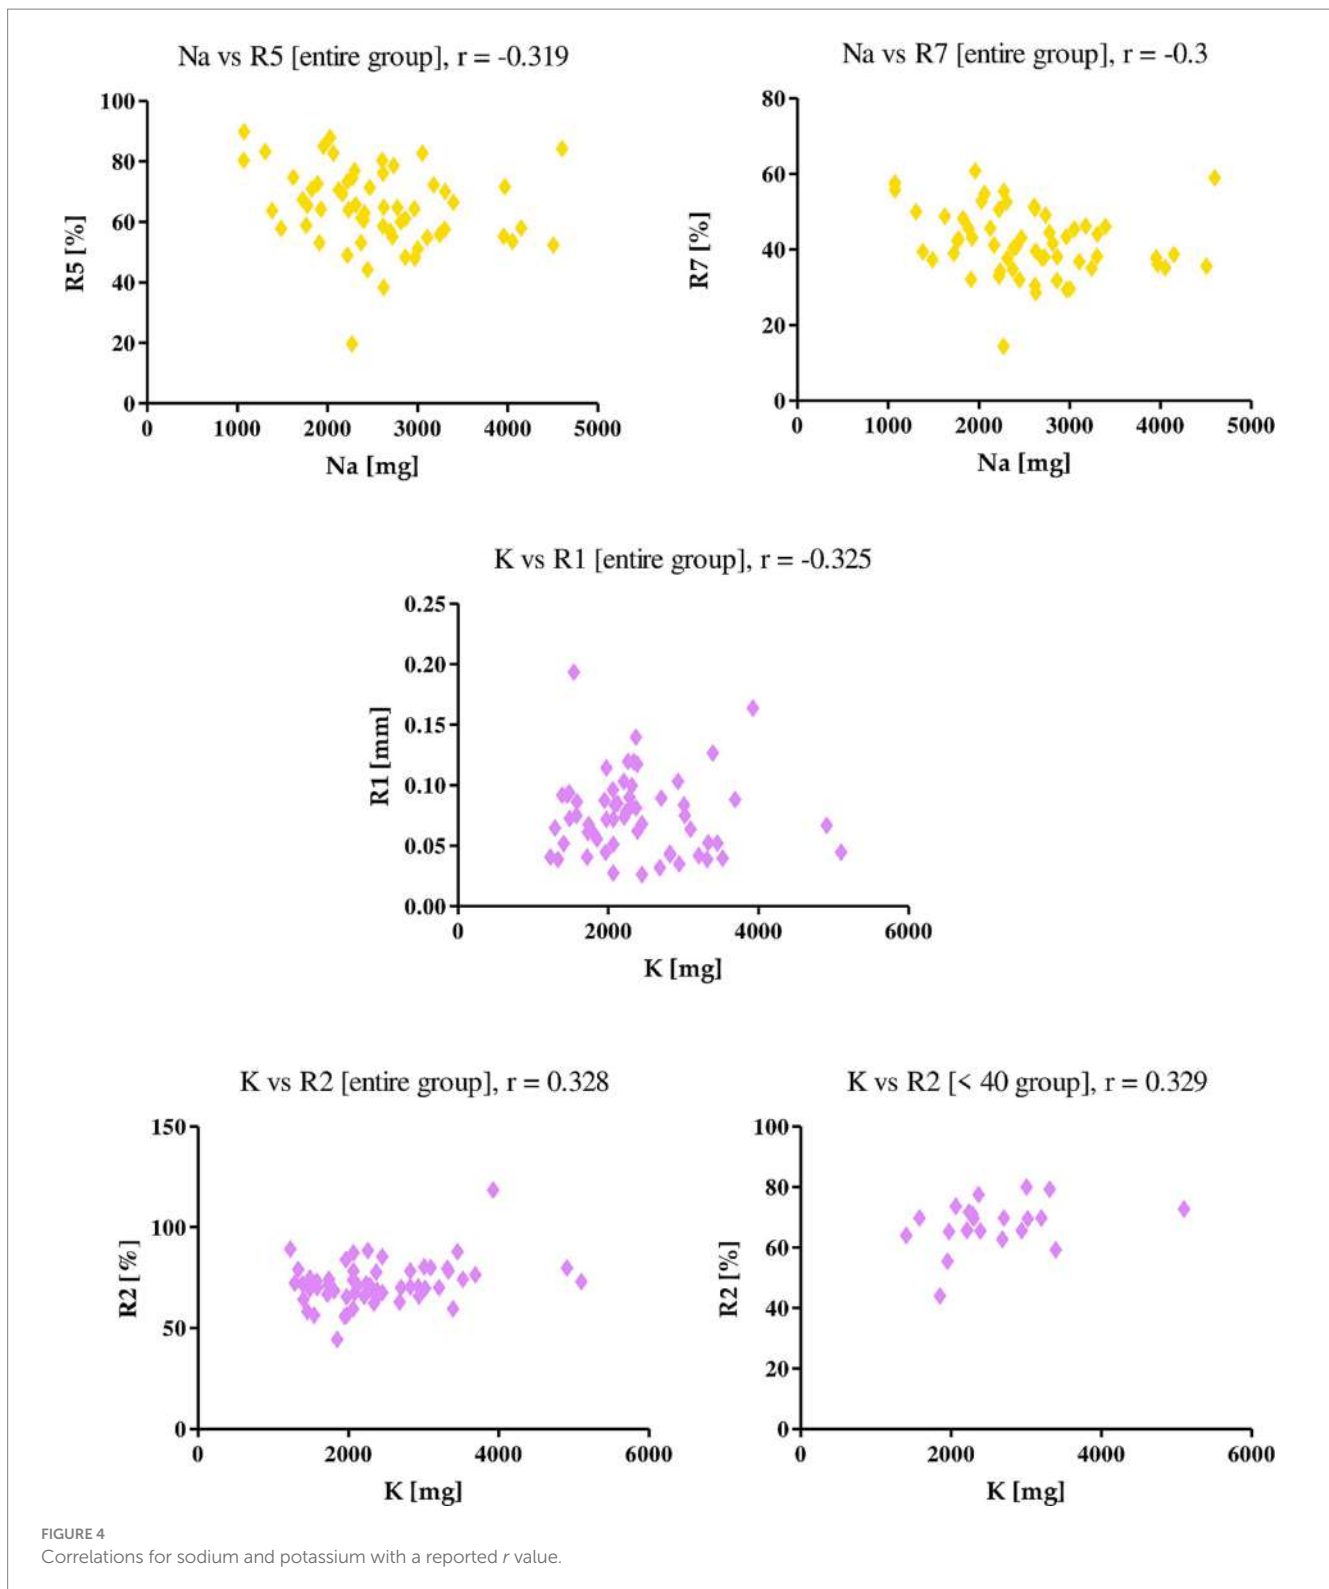 Na vs R5 [entire group], r = -0.319
100
80
60
40
20
0
R5 [%]
0 1000 2000 3000 4000 5000
Na [mg]
Na vs R7 [entire group], r = -0.3
80
60
40
20
0
R7 [%]
0 1000 2000 3000 4000 5000
Na [mg]
K vs R1 [entire group], r = -0.325
0.25
0.20
0.15
0.10
0.05
0.00
R1 [mm]
0 2000 4000 6000
K [mg]
K vs R2 [entire group], r = 0.328
150
100
50
0
R2 [%]
0 2000 4000 6000
K [mg]
K vs R2 [< 40 group], r = 0.329
100
80
60
40
20
0
R2 [%]
0 2000 4000 6000
K [mg]
FIGURE 4
Correlations for sodium and potassium with a reported r value.